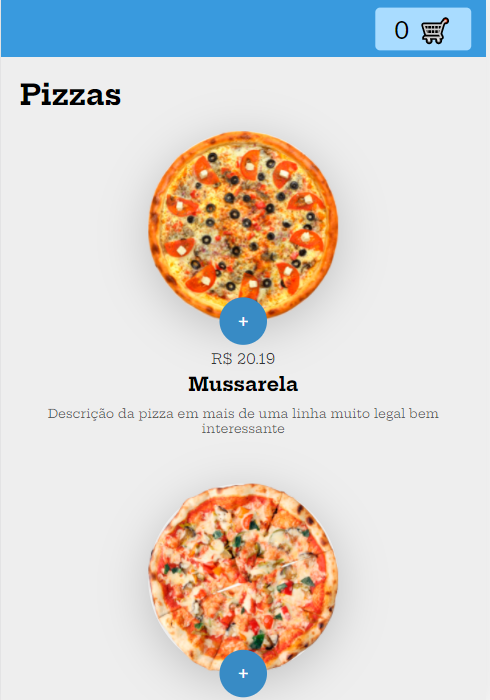 0
Pizzas
+
R$ 20.19
Mussarela
Descrição da pizza em mais de uma linha muito legal bem
interessante
+